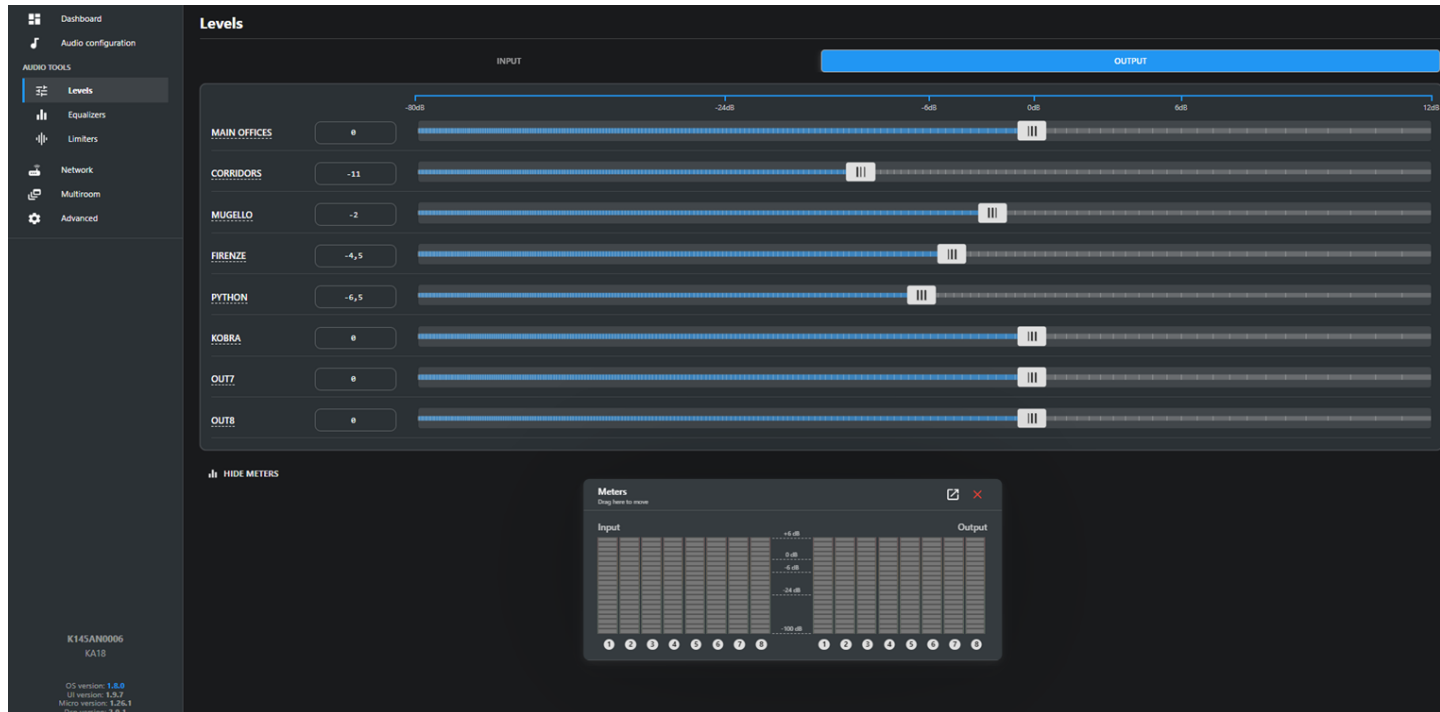 Dashboard
Audio configuration
AUDIO TOOLS
Levels
Equalizers
Limiters
Network
Multiroom
Advanced
K145AN0006
KA18
OS version: 1.8.0
UI version: 1.9.7
Micro version: 1.26.1
Levels
INPUT OUTPUT
-80dB -24dB -6dB 0dB 6dB 12dB
MAIN OFFICES 0
CORRIDORS -11
MUGELLO -2
FIRENZE -4,5
PYTHON -6,5
KOBRA 0
OUT7 0
OUT8 0
HIDE METERS
Meters
Drag here to move
Input Output
+6 dB
0 dB
-6 dB
-24 dB
-100 dB
1 2 3 4 5 6 7 8 1 2 3 4 5 6 7 8